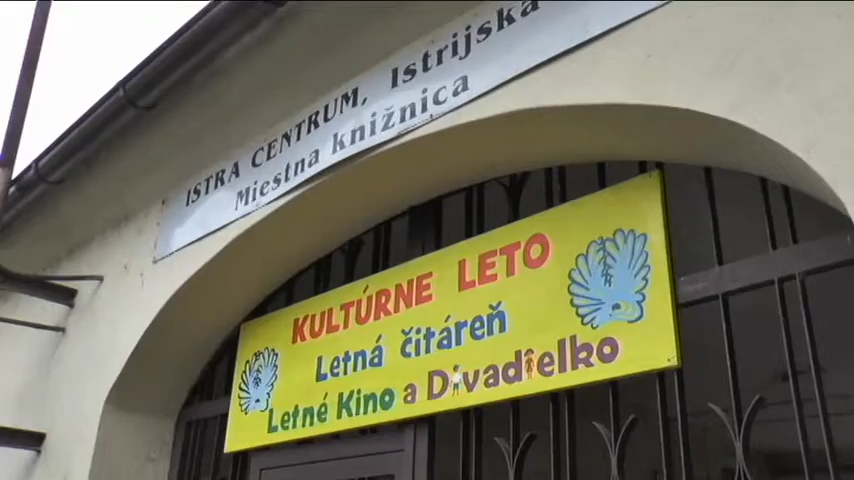 ISTRA CENTRUM, Istrijska
Miestna knižnica
KULTÚRNE LETO
Letná čitáreň
Letné Kino a Divadielko